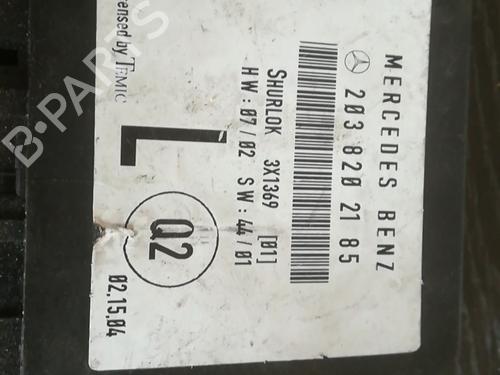 MERCEDES BENZ
203 820 21 85
SHURLOK 3X1369 [01]
HW: 07/02 SW: 44/01
ensed by TEMIC
L
Q2
02.15.04
B-PARTS